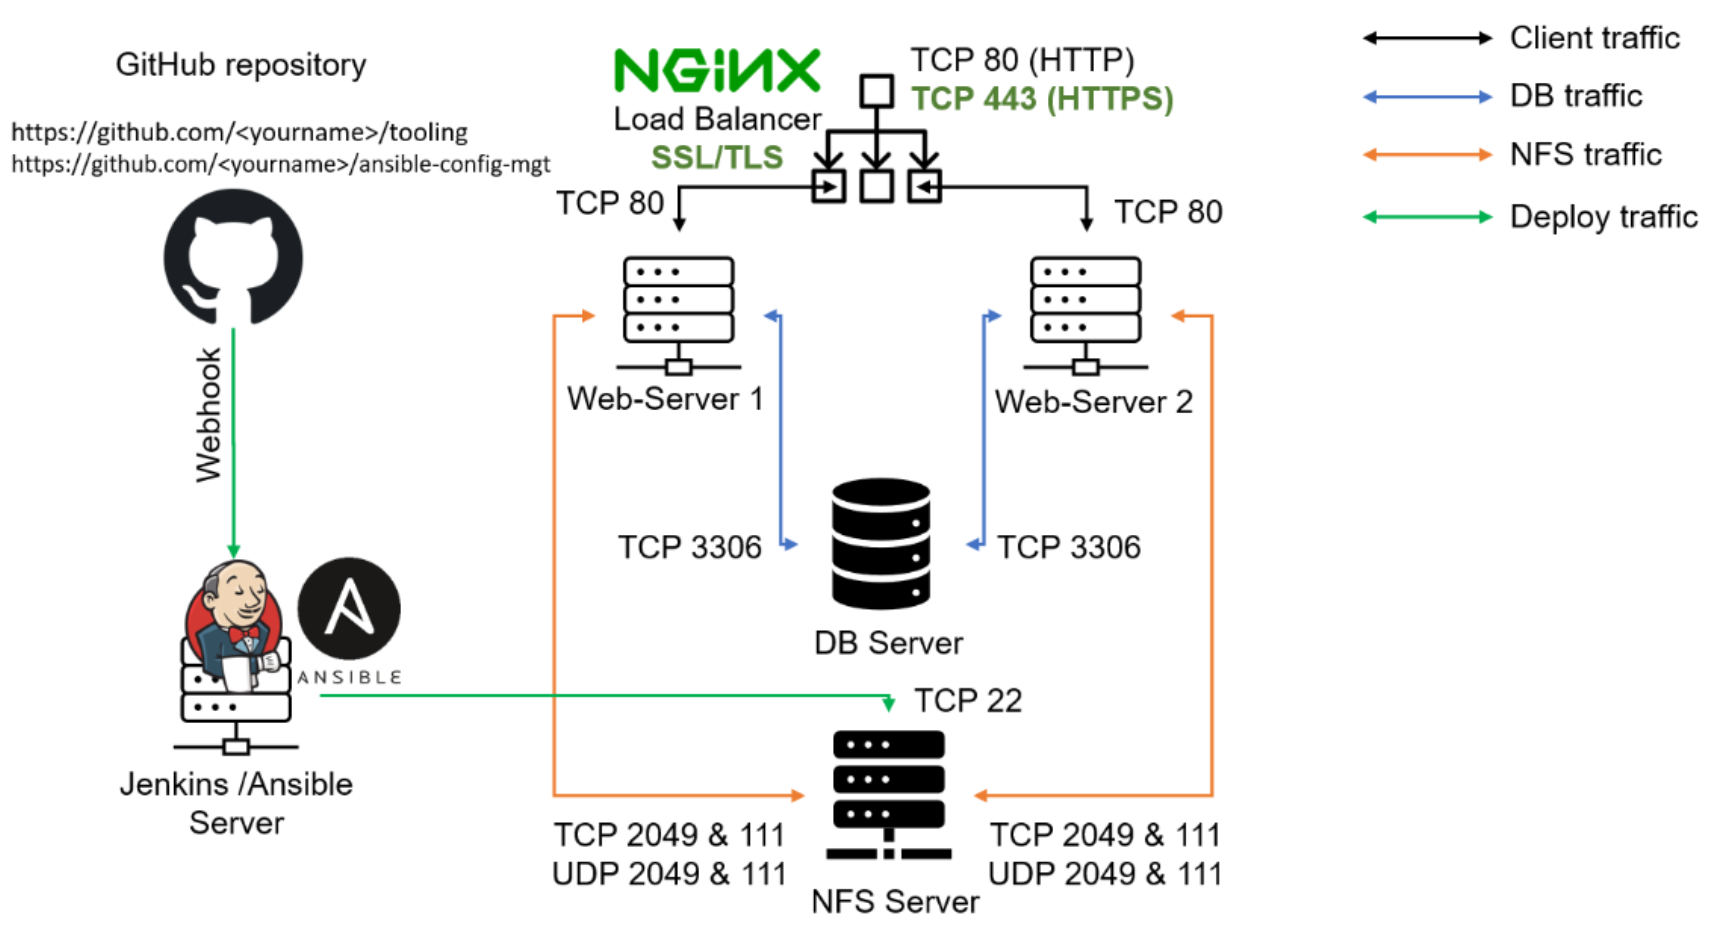 GitHub repository
https://github.com/<yourname>/tooling
https://github.com/<yourname>/ansible-config-mgt
Webhook
ANSIBLE
Jenkins /Ansible
Server
NGINX
Load Balancer
SSL/TLS
TCP 80 (HTTP)
TCP 443 (HTTPS)
TCP 80
TCP 80
Web-Server 1
Web-Server 2
TCP 3306
TCP 3306
DB Server
TCP 22
TCP 2049 & 111
UDP 2049 & 111
TCP 2049 & 111
UDP 2049 & 111
NFS Server
Client traffic
DB traffic
NFS traffic
Deploy traffic